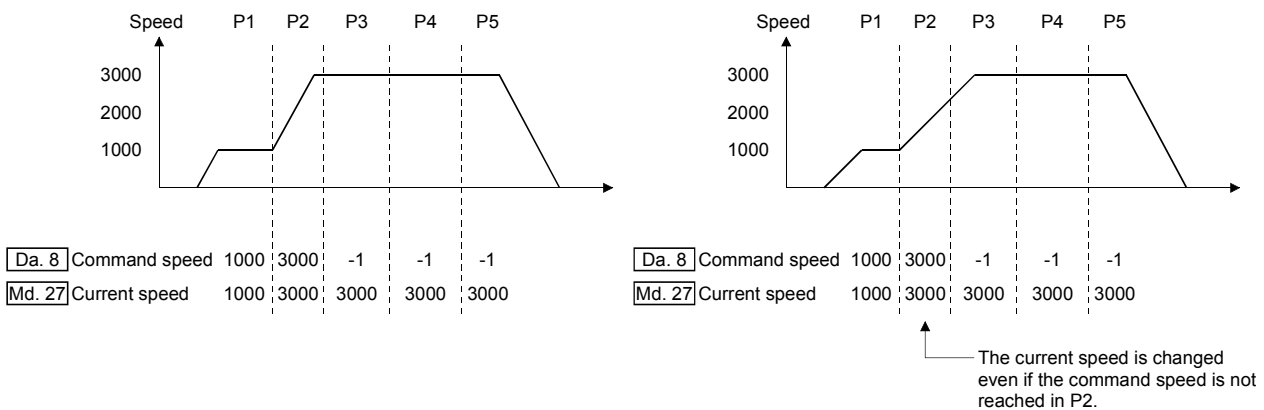 Speed P1 P2 P3 P4 P5
3000
2000
1000
Da. 8 Command speed 1000 3000 -1 -1 -1
Md. 27 Current speed 1000 3000 3000 3000 3000
Speed P1 P2 P3 P4 P5
3000
2000
1000
Da. 8 Command speed 1000 3000 -1 -1 -1
Md. 27 Current speed 1000 3000 3000 3000 3000
The current speed is changed
even if the command speed is not
reached in P2.